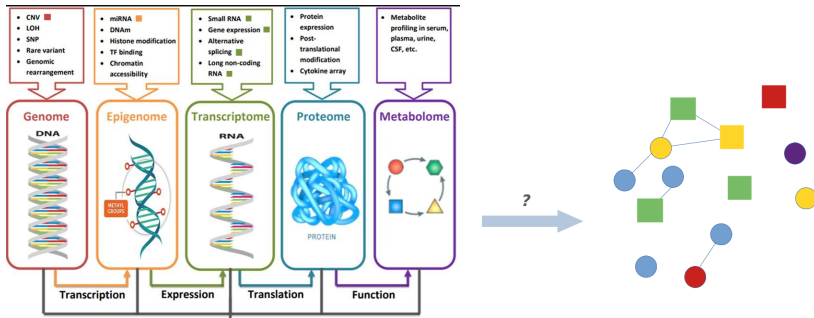 • CNV
• LOH
• SNP
• Rare variant
• Genomic
rearrangement
• miRNA
• DNAm
• Histone modification
• TF binding
• Chromatin
accessibility
• Small RNA
• Gene expression
• Alternative
splicing
• Long non-coding
RNA
• Protein
expression
• Post-
translational
modification
• Cytokine array
• Metabolite
profiling in serum,
plasma, urine,
CSF, etc.
Genome
Epigenome
Transcriptome
Proteome
Metabolome
DNA
METHYL
GROUPS
RNA
PROTEIN
?
Transcription
Expression
Translation
Function